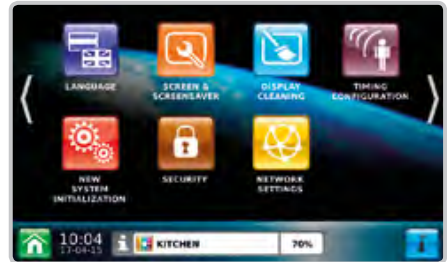 LANGUAGE
SCREEN &
SCREENSAVER
DISPLAY
CLEANING
TIMING
CONFIGURATION
NEW
SYSTEM
INITIALIZATION
SECURITY
NETWORK
SETTINGS
10:04
17-04-15
KITCHEN
70%